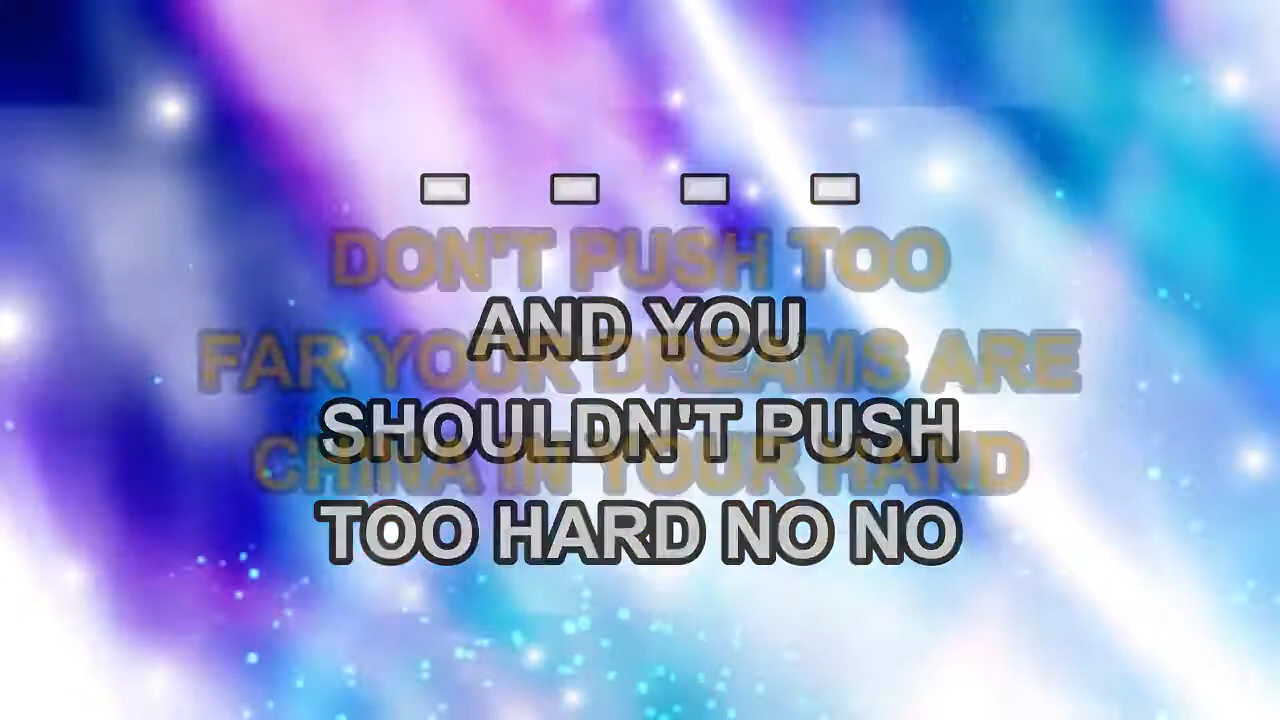 DON'T PUSH TOO
AND YOU
FAR YOUR DREAMS ARE
SHOULDN'T PUSH
CHINA IN YOUR HAND
TOO HARD NO NO